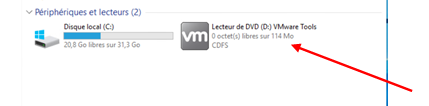 Périphériques et lecteurs (2)
Disque local (C:)
20,8 Go libres sur 31,3 Go
Lecteur de DVD (D:) VMware Tools
vm
0 octet(s) libres sur 114 Mo
CDFS